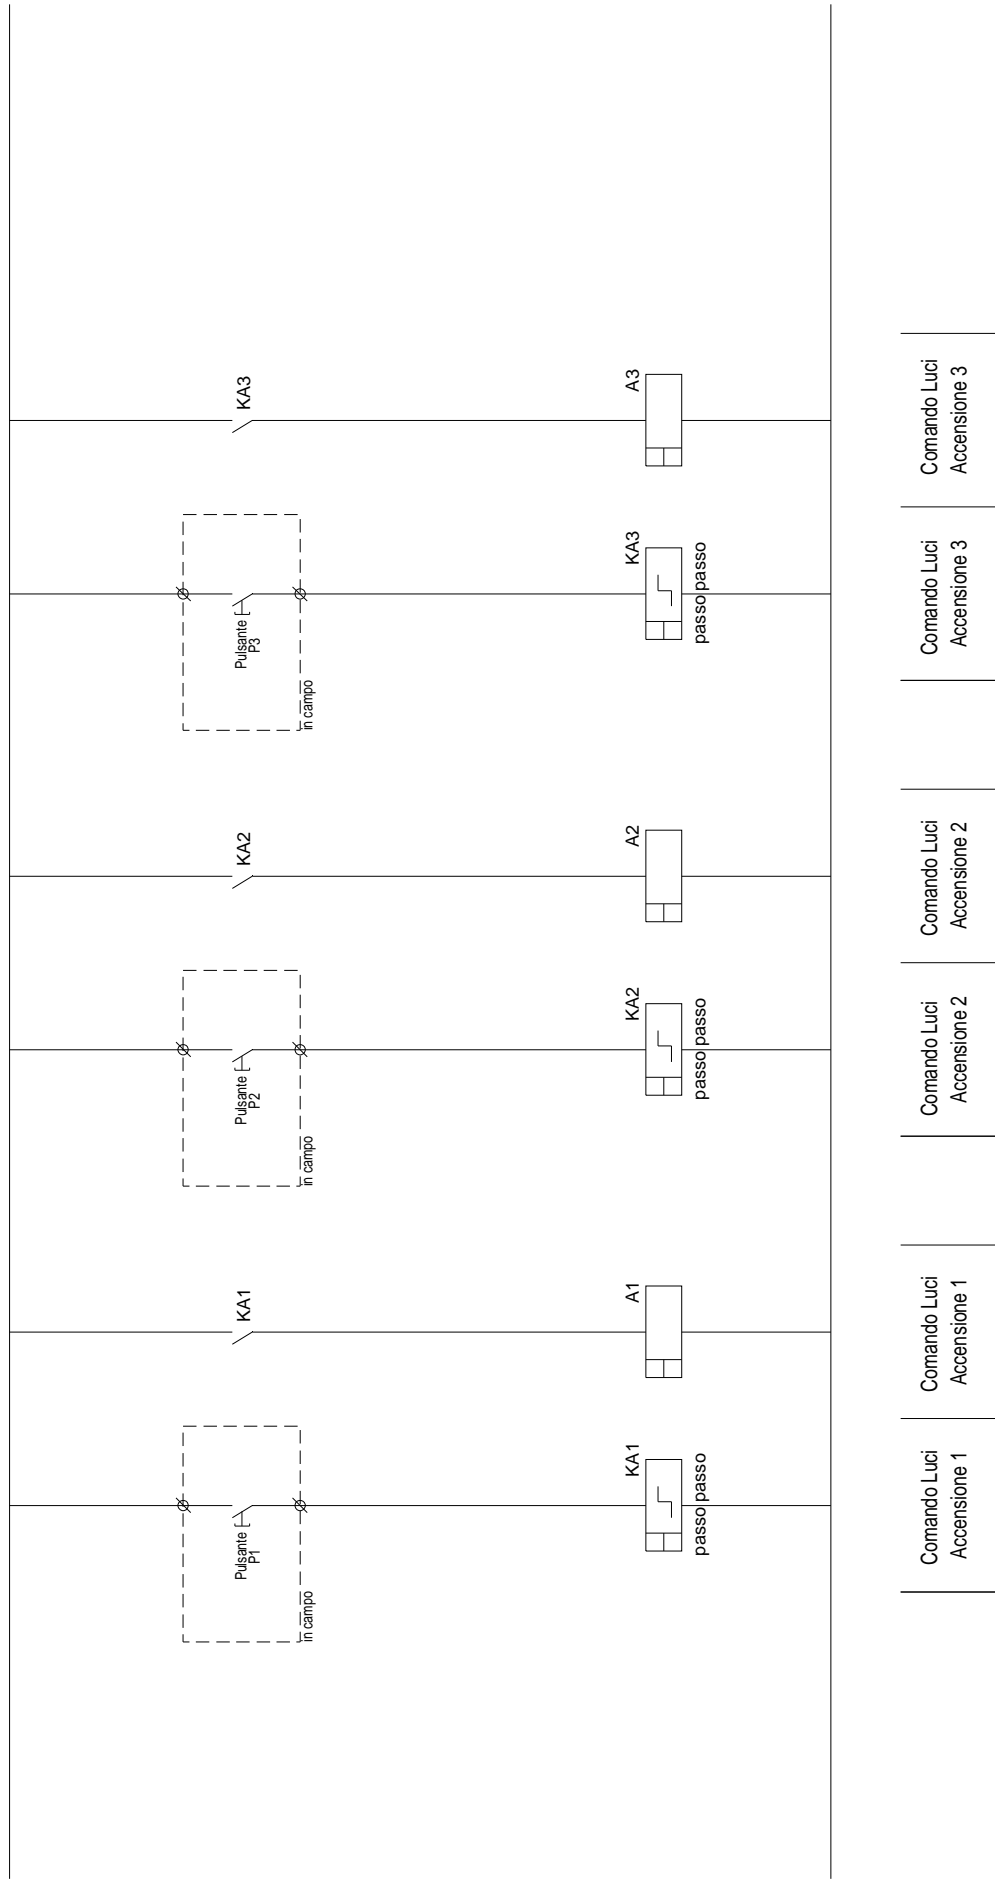 Pulsante
P1
in campo
KA1
passo passo
KA1
A1
Pulsante
P2
in campo
KA2
passo passo
KA2
A2
Pulsante
P3
in campo
KA3
passo passo
KA3
A3
Comando Luci
Accensione 1
Comando Luci
Accensione 1
Comando Luci
Accensione 2
Comando Luci
Accensione 2
Comando Luci
Accensione 3
Comando Luci
Accensione 3